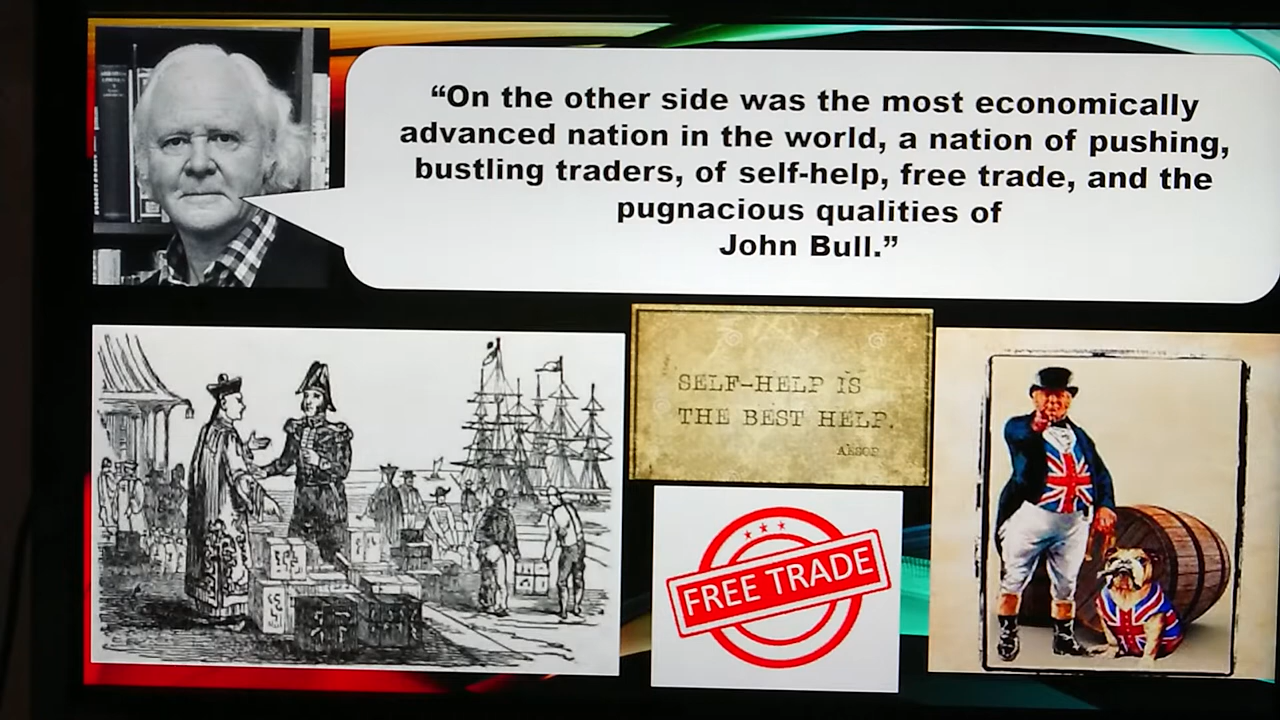 “On the other side was the most economically
advanced nation in the world, a nation of pushing,
bustling traders, of self-help, free trade, and the
pugnacious qualities of
John Bull.”
SELF-HELP IS
THE BEST HELP.
AESOP
FREE TRADE